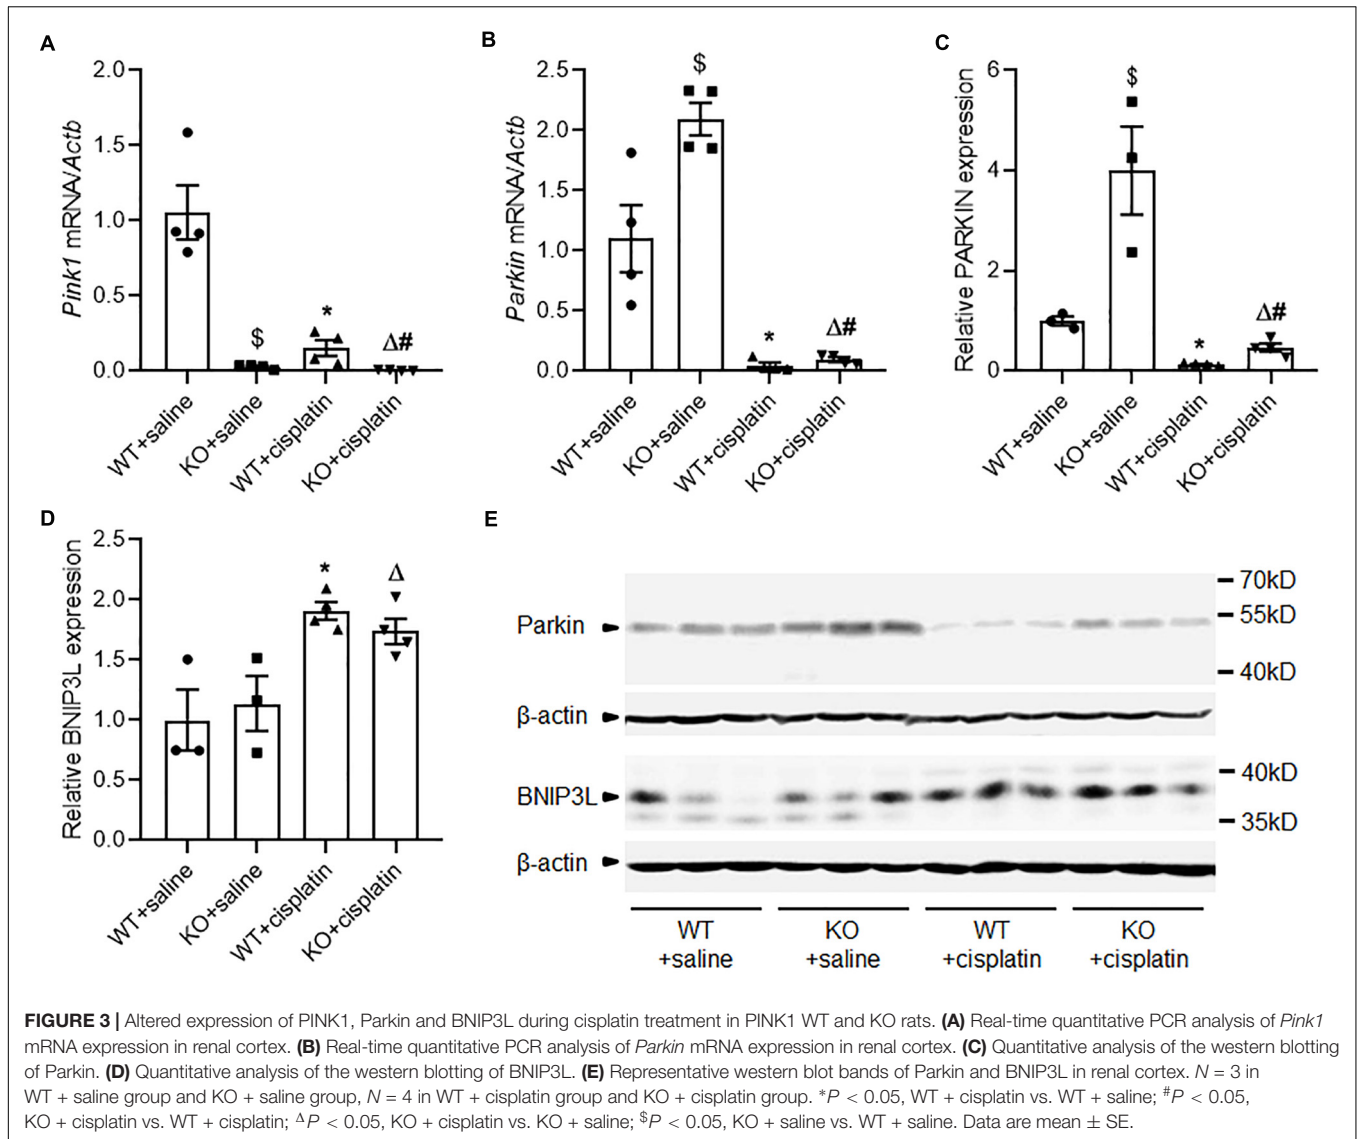 A
Pink1 mRNA/Actb
2.0
1.5
1.0
0.5
0.0
$
*
Δ#
WT+saline
KO+saline
WT+cisplatin
KO+cisplatin
B
Parkin mRNA/Actb
2.5
2.0
1.5
1.0
0.5
0.0
$
*
Δ#
WT+saline
KO+saline
WT+cisplatin
KO+cisplatin
C
Relative PARKIN expression
6
4
2
0
$
*
Δ#
WT+saline
KO+saline
WT+cisplatin
KO+cisplatin
D
Relative BNIP3L expression
2.5
2.0
1.5
1.0
0.5
0.0
*
Δ
WT+saline
KO+saline
WT+cisplatin
KO+cisplatin
E
Parkin
70kD
55kD
40kD
β-actin
BNIP3L
40kD
35kD
β-actin
WT
+saline
KO
+saline
WT
+cisplatin
KO
+cisplatin
FIGURE 3 | Altered expression of PINK1, Parkin and BNIP3L during cisplatin treatment in PINK1 WT and KO rats. (A) Real-time quantitative PCR analysis of Pink1
mRNA expression in renal cortex. (B) Real-time quantitative PCR analysis of Parkin mRNA expression in renal cortex. (C) Quantitative analysis of the western blotting
of Parkin. (D) Quantitative analysis of the western blotting of BNIP3L. (E) Representative western blot bands of Parkin and BNIP3L in renal cortex. N = 3 in
WT + saline group and KO + saline group, N = 4 in WT + cisplatin group and KO + cisplatin group. *P < 0.05, WT + cisplatin vs. WT + saline; #P < 0.05,
KO + cisplatin vs. WT + cisplatin; ΔP < 0.05, KO + cisplatin vs. KO + saline; $P < 0.05, KO + saline vs. WT + saline. Data are mean ± SE.